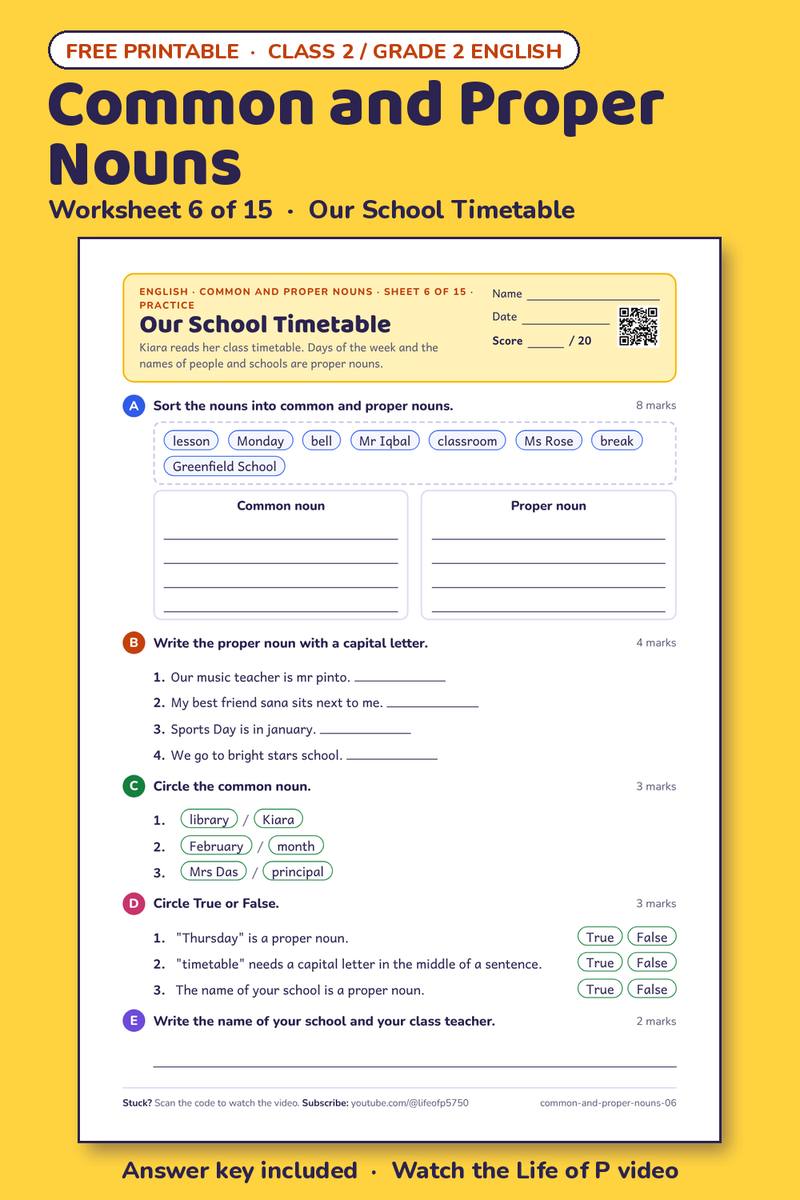 FREE PRINTABLE · CLASS 2 / GRADE 2 ENGLISH
Common and Proper
Nouns
Worksheet 6 of 15 · Our School Timetable
ENGLISH · COMMON AND PROPER NOUNS · SHEET 6 OF 15 ·
PRACTICE
Our School Timetable
Kiara reads her class timetable. Days of the week and the
names of people and schools are proper nouns.
Name
Date
Score / 20
A Sort the nouns into common and proper nouns. 8 marks
lesson Monday bell Mr Iqbal classroom Ms Rose break
Greenfield School
Common noun Proper noun
B Write the proper noun with a capital letter. 4 marks
1. Our music teacher is mr pinto.
2. My best friend sana sits next to me.
3. Sports Day is in january.
4. We go to bright stars school.
C Circle the common noun. 3 marks
1. library / Kiara
2. February / month
3. Mrs Das / principal
D Circle True or False. 3 marks
1. "Thursday" is a proper noun. True False
2. "timetable" needs a capital letter in the middle of a sentence. True False
3. The name of your school is a proper noun. True False
E Write the name of your school and your class teacher. 2 marks
Stuck? Scan the code to watch the video. Subscribe: youtube.com/@lifeofp5750 common-and-proper-nouns-06
Answer key included · Watch the Life of P video